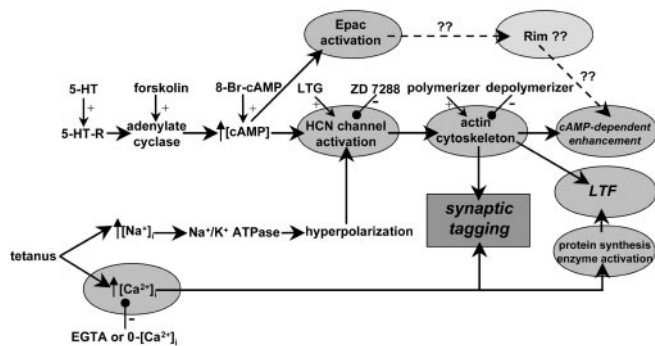 Epac
activation
??
Rim ??
??
5-HT
forskolin
8-Br-cAMP
LTG
ZD 7288
polymerizer
depolymerizer
+
+
+
+
−
+
−
5-HT-R
adenylate
cyclase
[cAMP]
HCN channel
activation
actin
cytoskeleton
cAMP-dependent
enhancement
LTF
synaptic
tagging
protein synthesis
enzyme activation
tetanus
[Na⁺]ᵢ
Na⁺/K⁺ ATPase
hyperpolarization
[Ca²⁺]ᵢ
−
EGTA or 0-[Ca²⁺]ᵢ